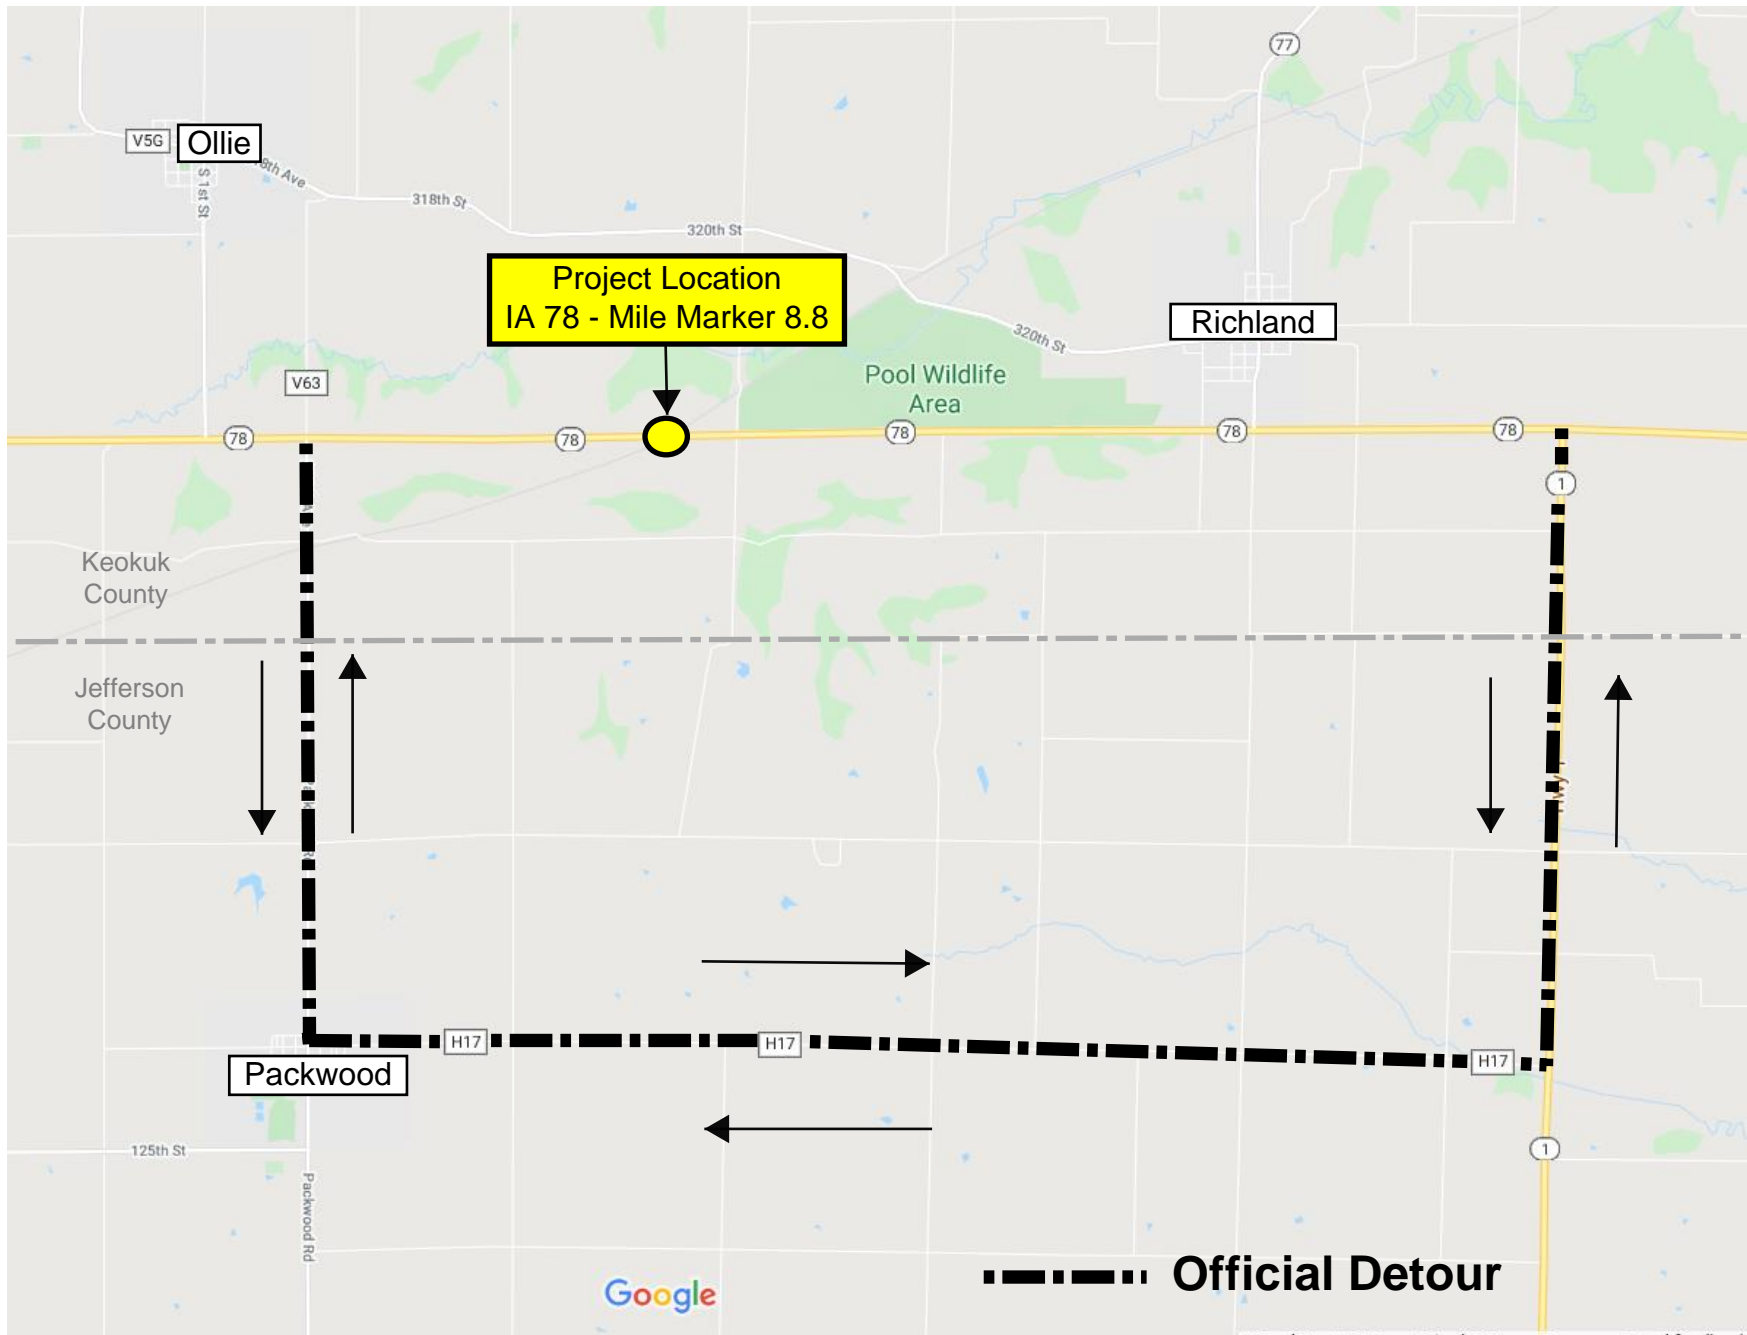 77
V5G
Ollie
8th Ave
S 1st St
318th St
320th St
Project Location
IA 78 - Mile Marker 8.8
Richland
320th St
V63
Pool Wildlife
Area
78
78
78
78
78
1
Keokuk
County
Jefferson
County
H17
H17
H17
Packwood
125th St
1
Packwood Rd
Official Detour
Google